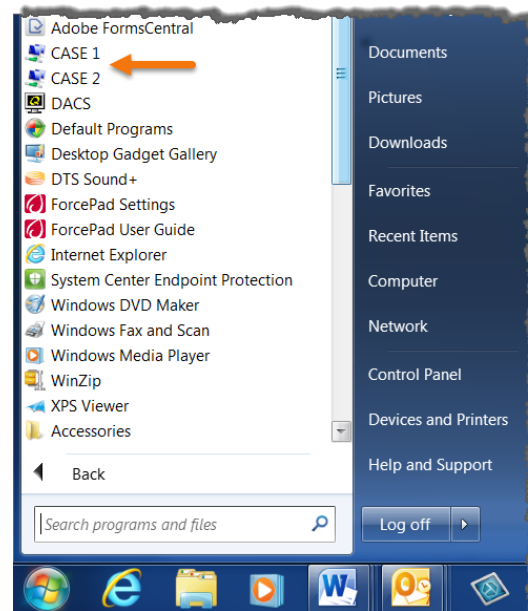 Adobe FormsCentral
CASE 1
CASE 2
DACS
Default Programs
Desktop Gadget Gallery
DTS Sound+
ForcePad Settings
ForcePad User Guide
Internet Explorer
System Center Endpoint Protection
Windows DVD Maker
Windows Fax and Scan
Windows Media Player
WinZip
XPS Viewer
Accessories
Back
Search programs and files
Documents
Pictures
Downloads
Favorites
Recent Items
Computer
Network
Control Panel
Devices and Printers
Help and Support
Log off